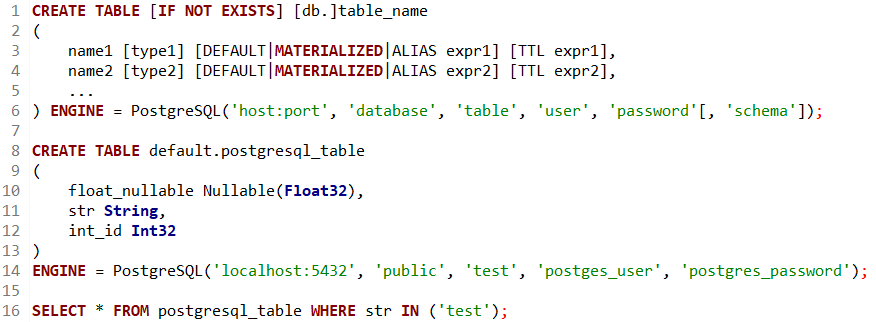 1 CREATE TABLE [IF NOT EXISTS] [db.]table_name
2 (
3     name1 [type1] [DEFAULT|MATERIALIZED|ALIAS expr1] [TTL expr1],
4     name2 [type2] [DEFAULT|MATERIALIZED|ALIAS expr2] [TTL expr2],
5     ...
6 ) ENGINE = PostgreSQL('host:port', 'database', 'table', 'user', 'password'[, 'schema']);
7
8 CREATE TABLE default.postgresql_table
9 (
10     float_nullable Nullable(Float32),
11     str String,
12     int_id Int32
13 )
14 ENGINE = PostgreSQL('localhost:5432', 'public', 'test', 'postges_user', 'postgres_password');
15
16 SELECT * FROM postgresql_table WHERE str IN ('test');